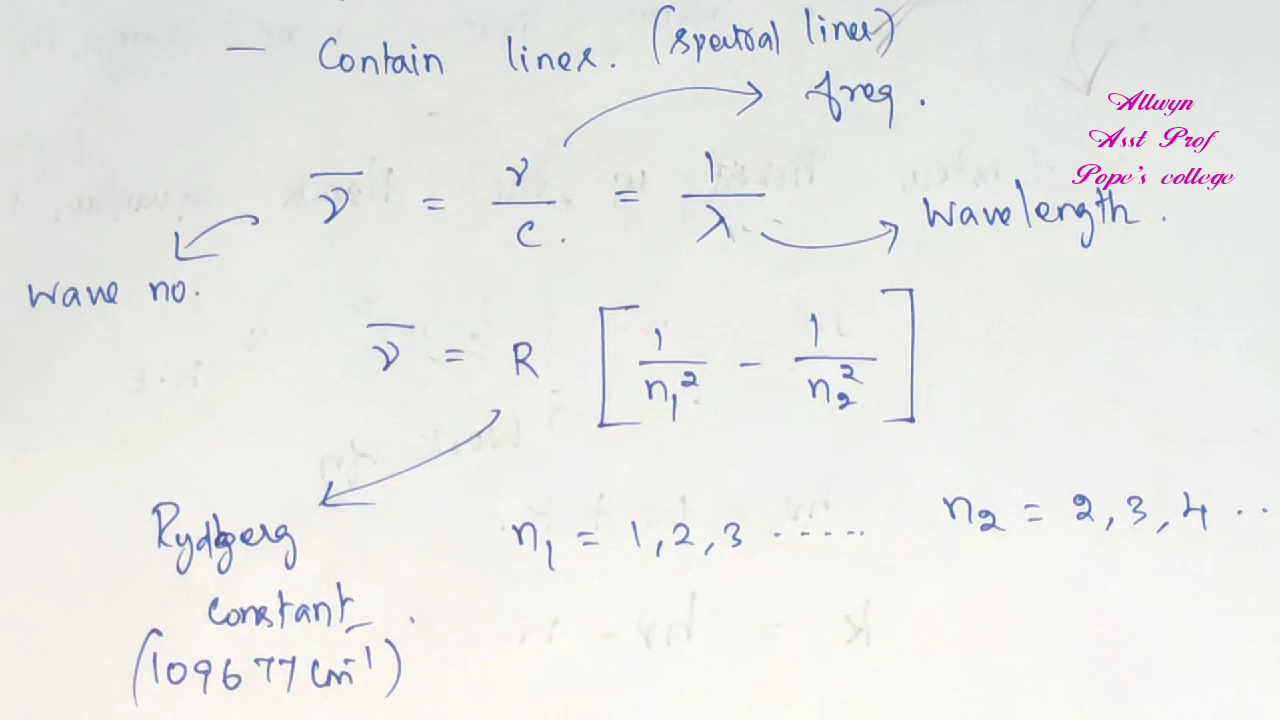 — Contain lines. (spectral lines)
freq.
Allwyn
Asst Prof
Pope's college
ν̅ = ν/c. = 1/λ
wavelength.
wave no.
ν̅ = R [1/n₁² - 1/n₂²]
Rydberg
constant.
(109677 cm⁻¹)
n₁ = 1, 2, 3 ......
n₂ = 2, 3, 4 ..